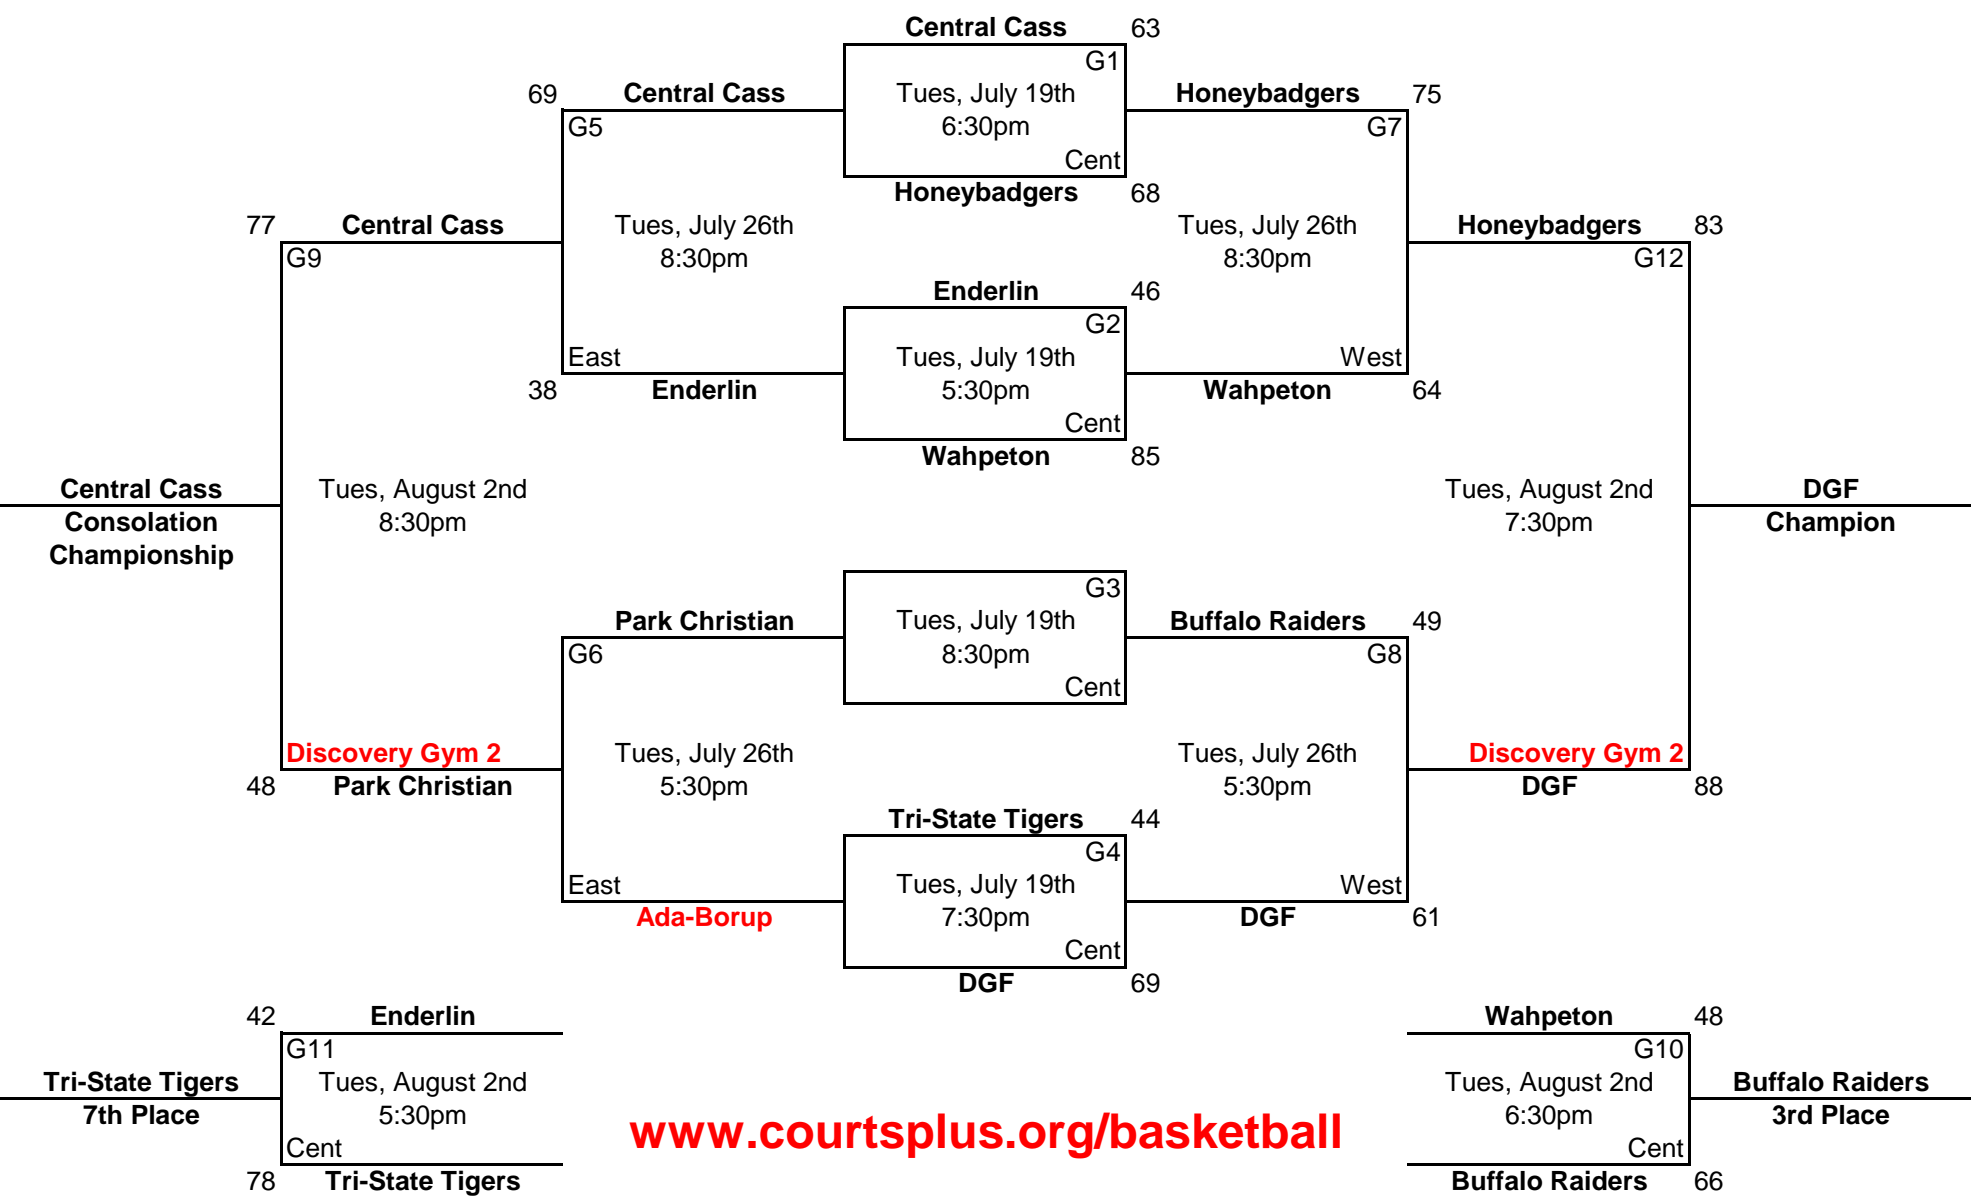 Central Cass 63
G1
69 Central Cass Tues, July 19th Honeybadgers 75
G5 6:30pm G7
Cent
Honeybadgers 68
77 Central Cass Tues, July 26th Tues, July 26th Honeybadgers 83
G9 8:30pm 8:30pm G12
Enderlin 46
G2
East Tues, July 19th West
38 Enderlin 5:30pm Wahpeton 64
Cent
Wahpeton 85
Central Cass Tues, August 2nd Tues, August 2nd DGF
Consolation 8:30pm 7:30pm Champion
Championship
G3
Park Christian Tues, July 19th Buffalo Raiders 49
G6 8:30pm G8
Cent
Discovery Gym 2 Tues, July 26th Tues, July 26th Discovery Gym 2
48 Park Christian 5:30pm 5:30pm DGF 88
Tri-State Tigers 44
G4
East Tues, July 19th West
Ada-Borup 7:30pm DGF 61
Cent
DGF 69
42 Enderlin Wahpeton 48
G11 G10
Tri-State Tigers Tues, August 2nd Tues, August 2nd Buffalo Raiders
7th Place 5:30pm www.courtsplus.org/basketball 6:30pm 3rd Place
Cent Cent
78 Tri-State Tigers Buffalo Raiders 66